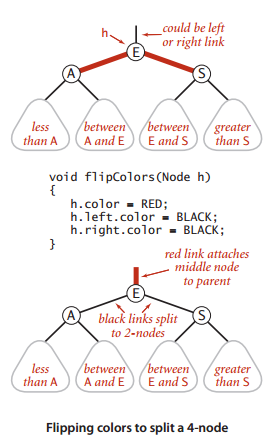 h
could be left
or right link
E
A
S
less
than A
between
A and E
between
E and S
greater
than S
void flipColors(Node h)
{
h.color = RED;
h.left.color = BLACK;
h.right.color = BLACK;
}
red link attaches
middle node
to parent
E
A
black links split
to 2-nodes
S
less
than A
between
A and E
between
E and S
greater
than S
Flipping colors to split a 4-node